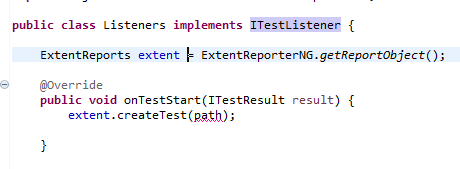 public class Listeners implements ITestListener {
ExtentReports extent = ExtentReporterNG.getReportObject();
@Override
public void onTestStart(ITestResult result) {
extent.createTest(path);
}